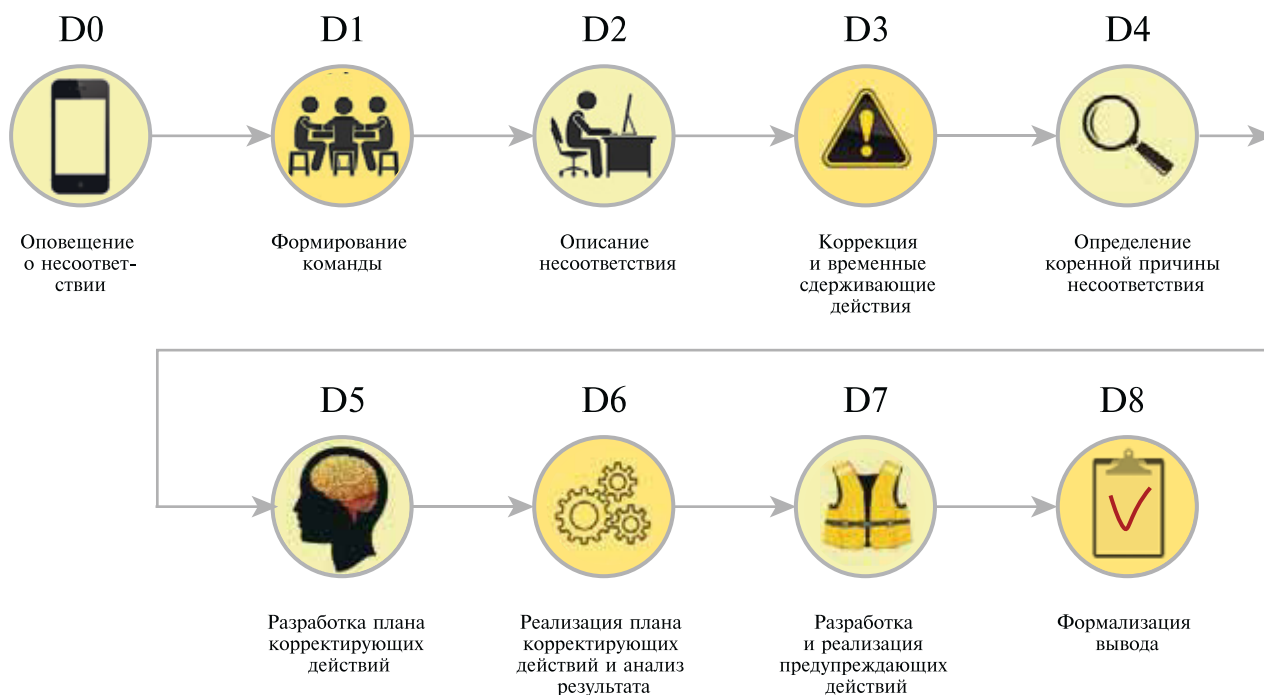 D0
D1
D2
D3
D4
Оповещение
о несоответ-
ствии
Формирование
команды
Описание
несоответствия
Коррекция
и временные
сдерживающие
действия
Определение
коренной причины
несоответствия
D5
D6
D7
D8
Разработка плана
корректирующих
действий
Реализация плана
корректирующих
действий и анализ
результата
Разработка
и реализация
предупреждающих
действий
Формализация
вывода